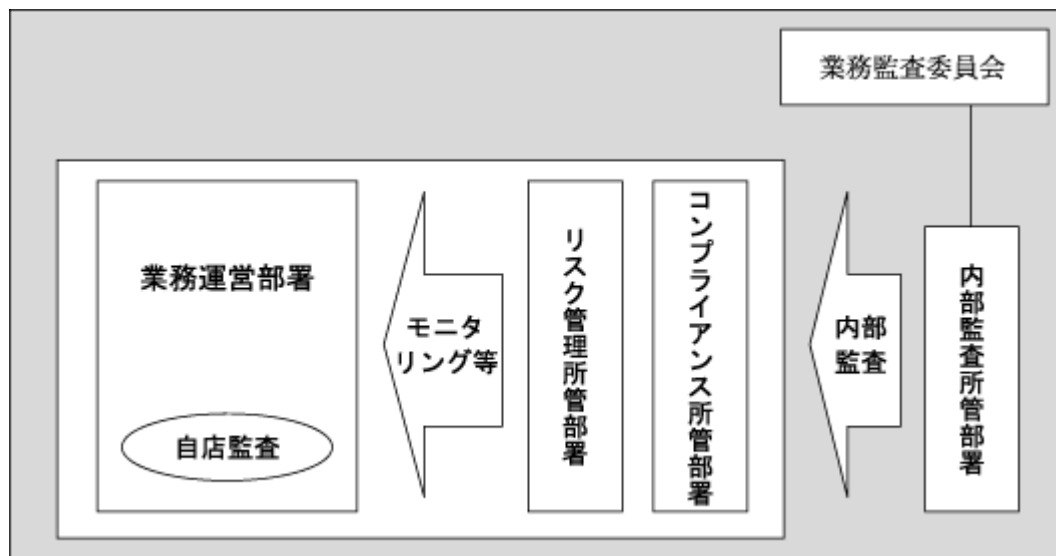 業務監査委員会
業務運営部署
自店監査
モニタ
リング等
リスク管理所管部署
コンプライアンス所管部署
内部
監査
内部監査所管部署